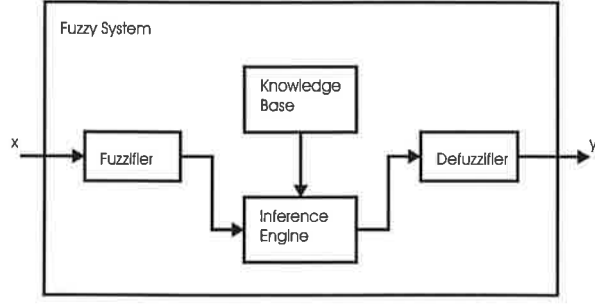 Fuzzy System
Knowledge
Base
x
Fuzzifier
Defuzzifier
y
Inference
Engine